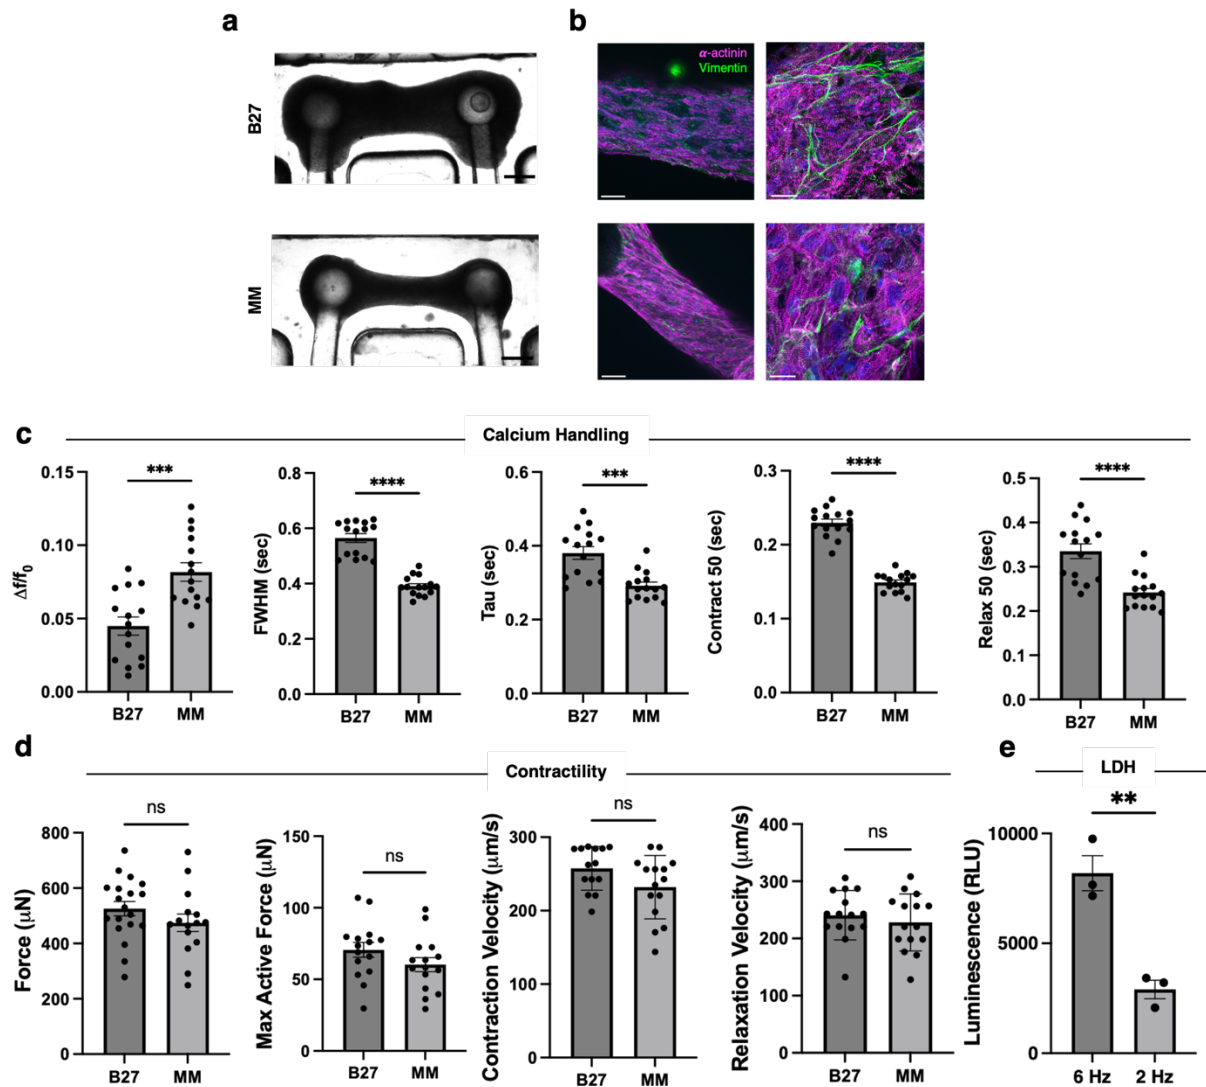 a
b
B27
α-actinin
Vimentin
MM
c
Calcium Handling
0.15
0.10
0.05
0.00
Δf/f0
***
B27
MM
0.8
0.6
0.4
0.2
0.0
FWHM (sec)
****
B27
MM
0.6
0.4
0.2
0.0
Tau (sec)
***
B27
MM
0.3
0.2
0.1
0.0
Contract 50 (sec)
****
B27
MM
0.5
0.4
0.3
0.2
0.1
0.0
Relax 50 (sec)
****
B27
MM
d
Contractility
800
600
400
200
0
Force (μN)
ns
B27
MM
150
100
50
0
Max Active Force (μN)
ns
B27
MM
300
200
100
0
Contraction Velocity (μm/s)
ns
B27
MM
400
300
200
100
0
Relaxation Velocity (μm/s)
ns
B27
MM
e
LDH
10000
5000
0
Luminescence (RLU)
**
6 Hz
2 Hz